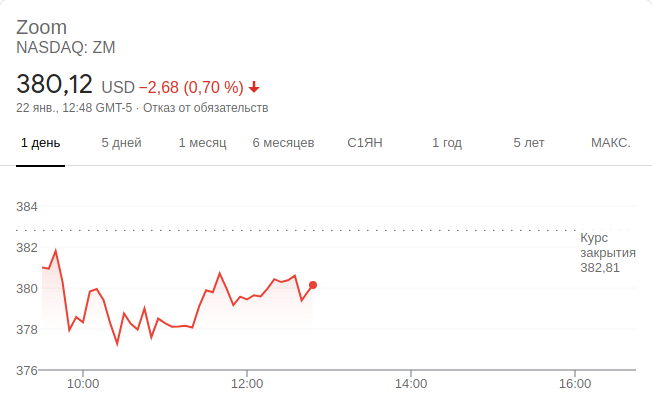 Zoom
NASDAQ: ZM
380,12 USD −2,68 (0,70 %)
22 янв., 12:48 GMT-5 · Отказ от обязательств
1 день 5 дней 1 месяц 6 месяцев С1ЯН 1 год 5 лет МАКС.
384
Курс
382
закрытия
382,81
380
378
376
10:00 12:00 14:00 16:00